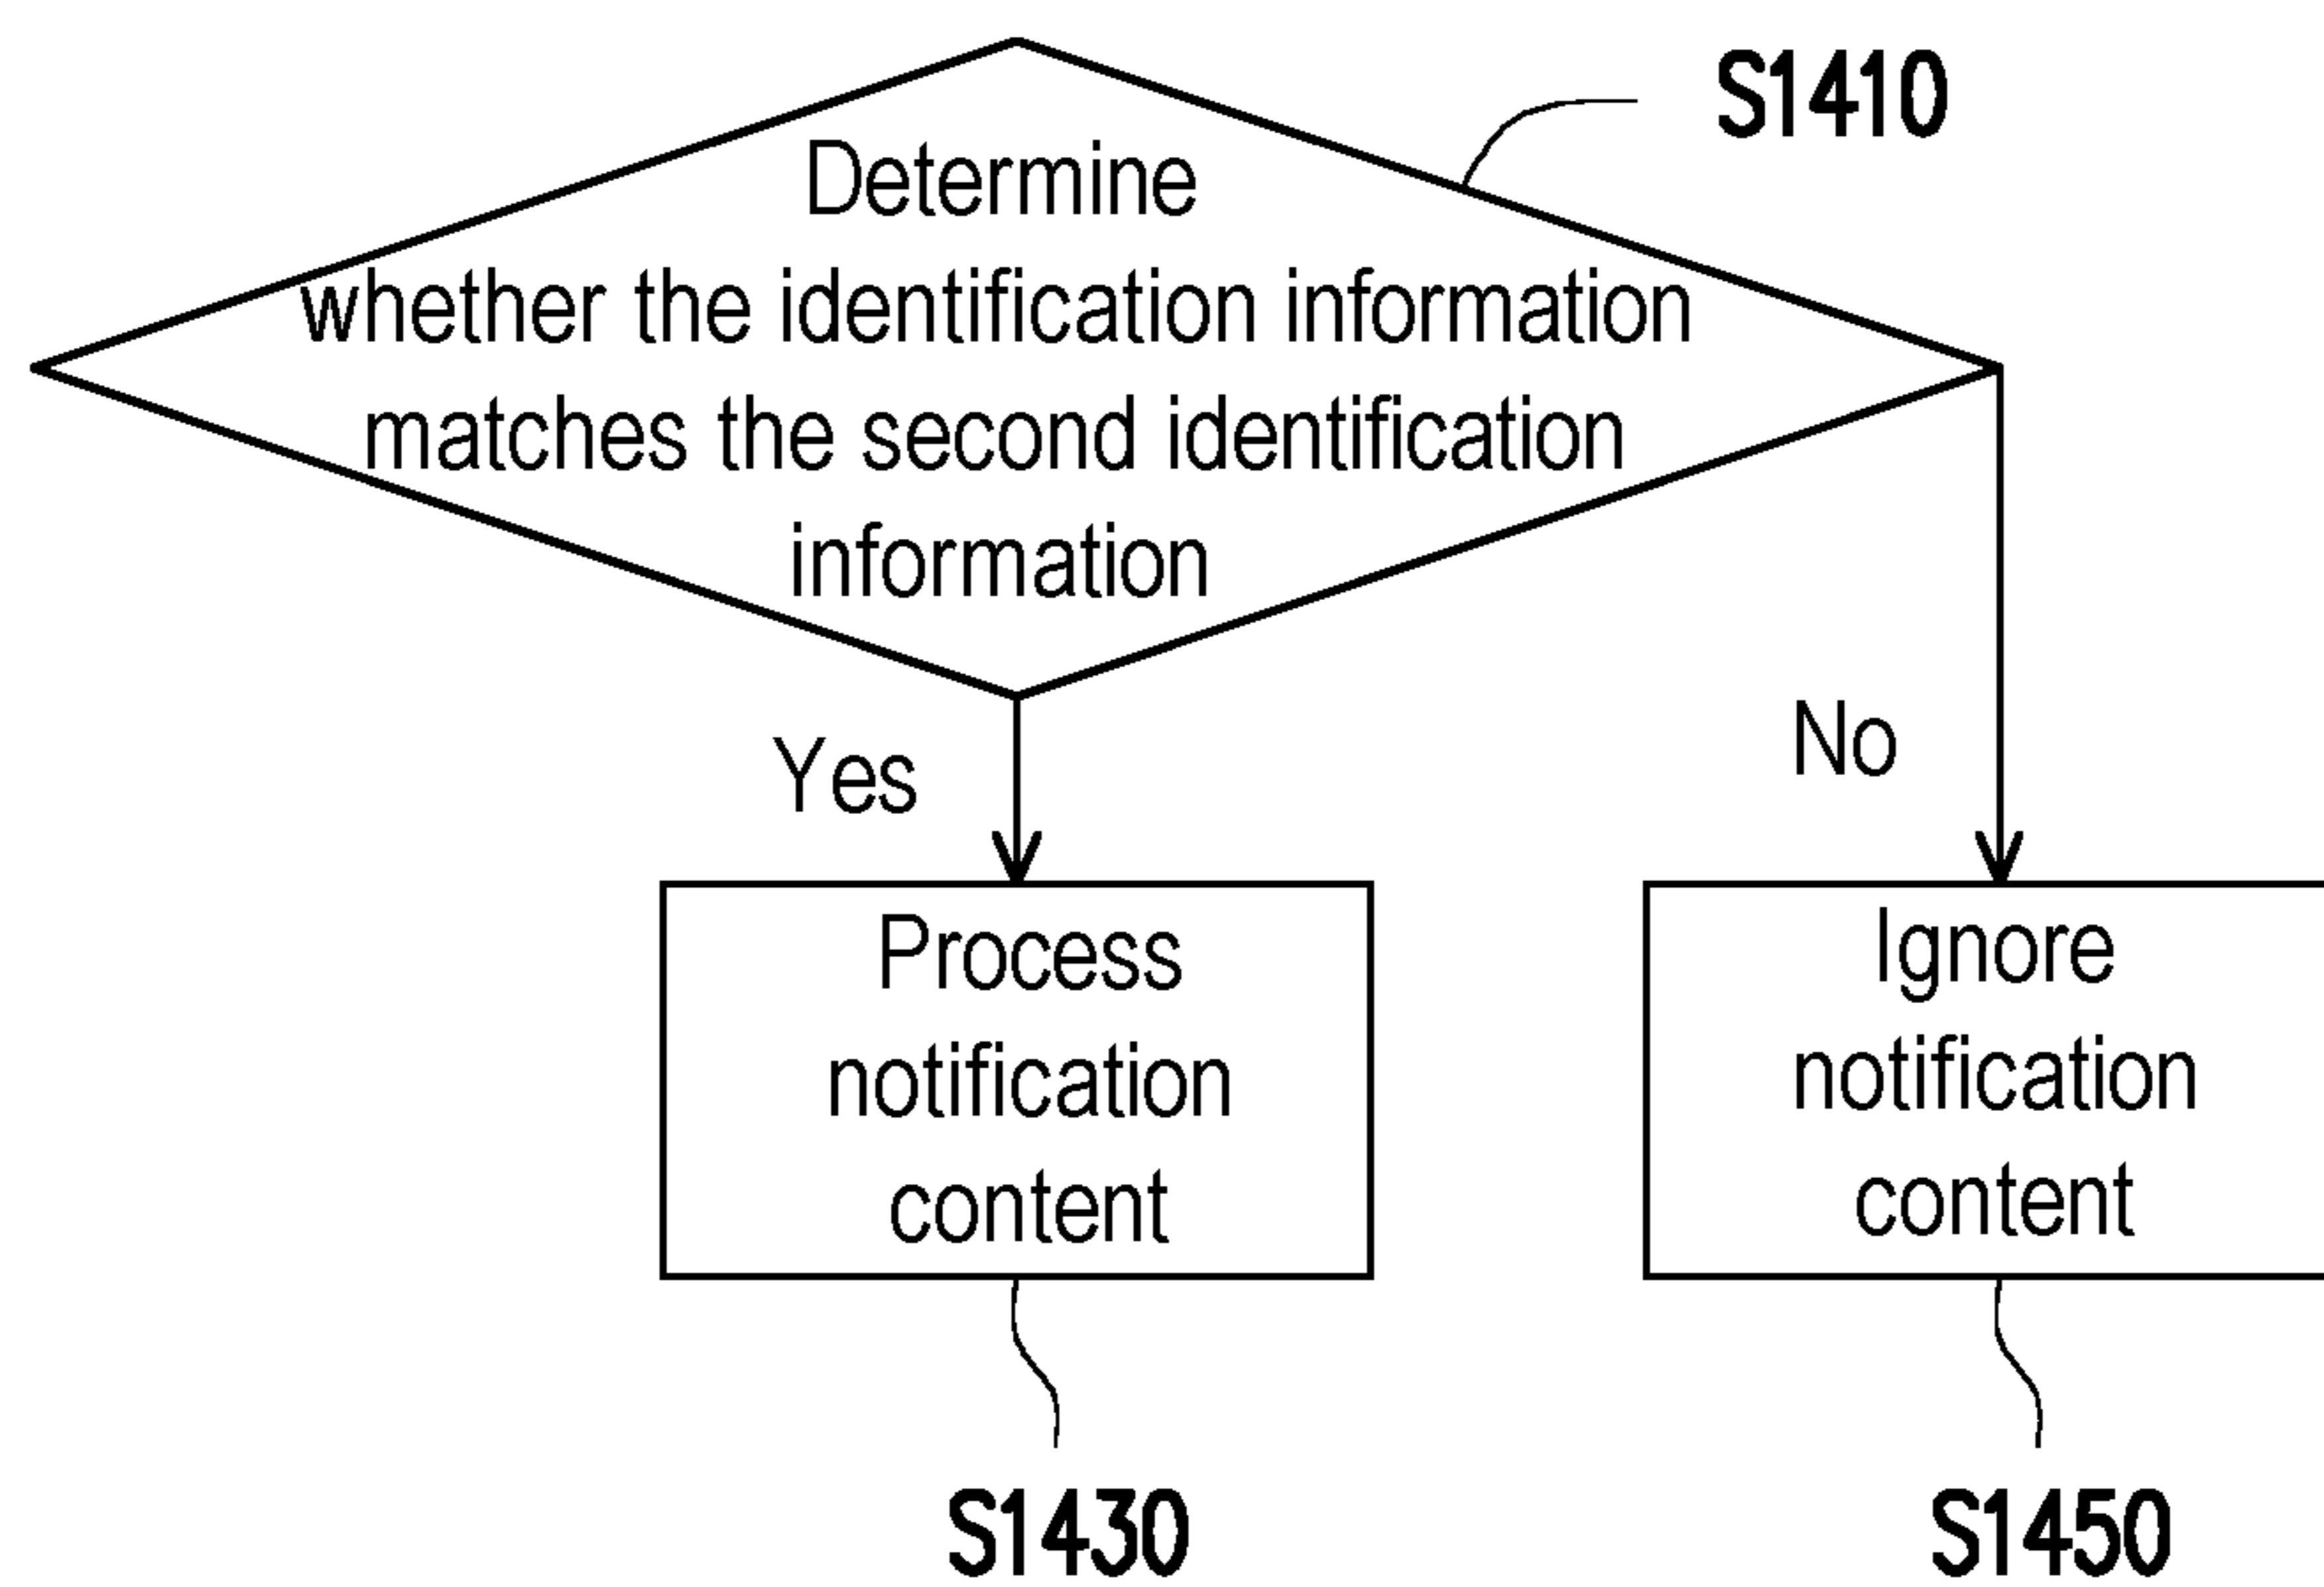 S1410
Determine
whether the identification information
matches the second identification
information
Yes
No
Process
notification
content
Ignore
notification
content
S1430
S1450